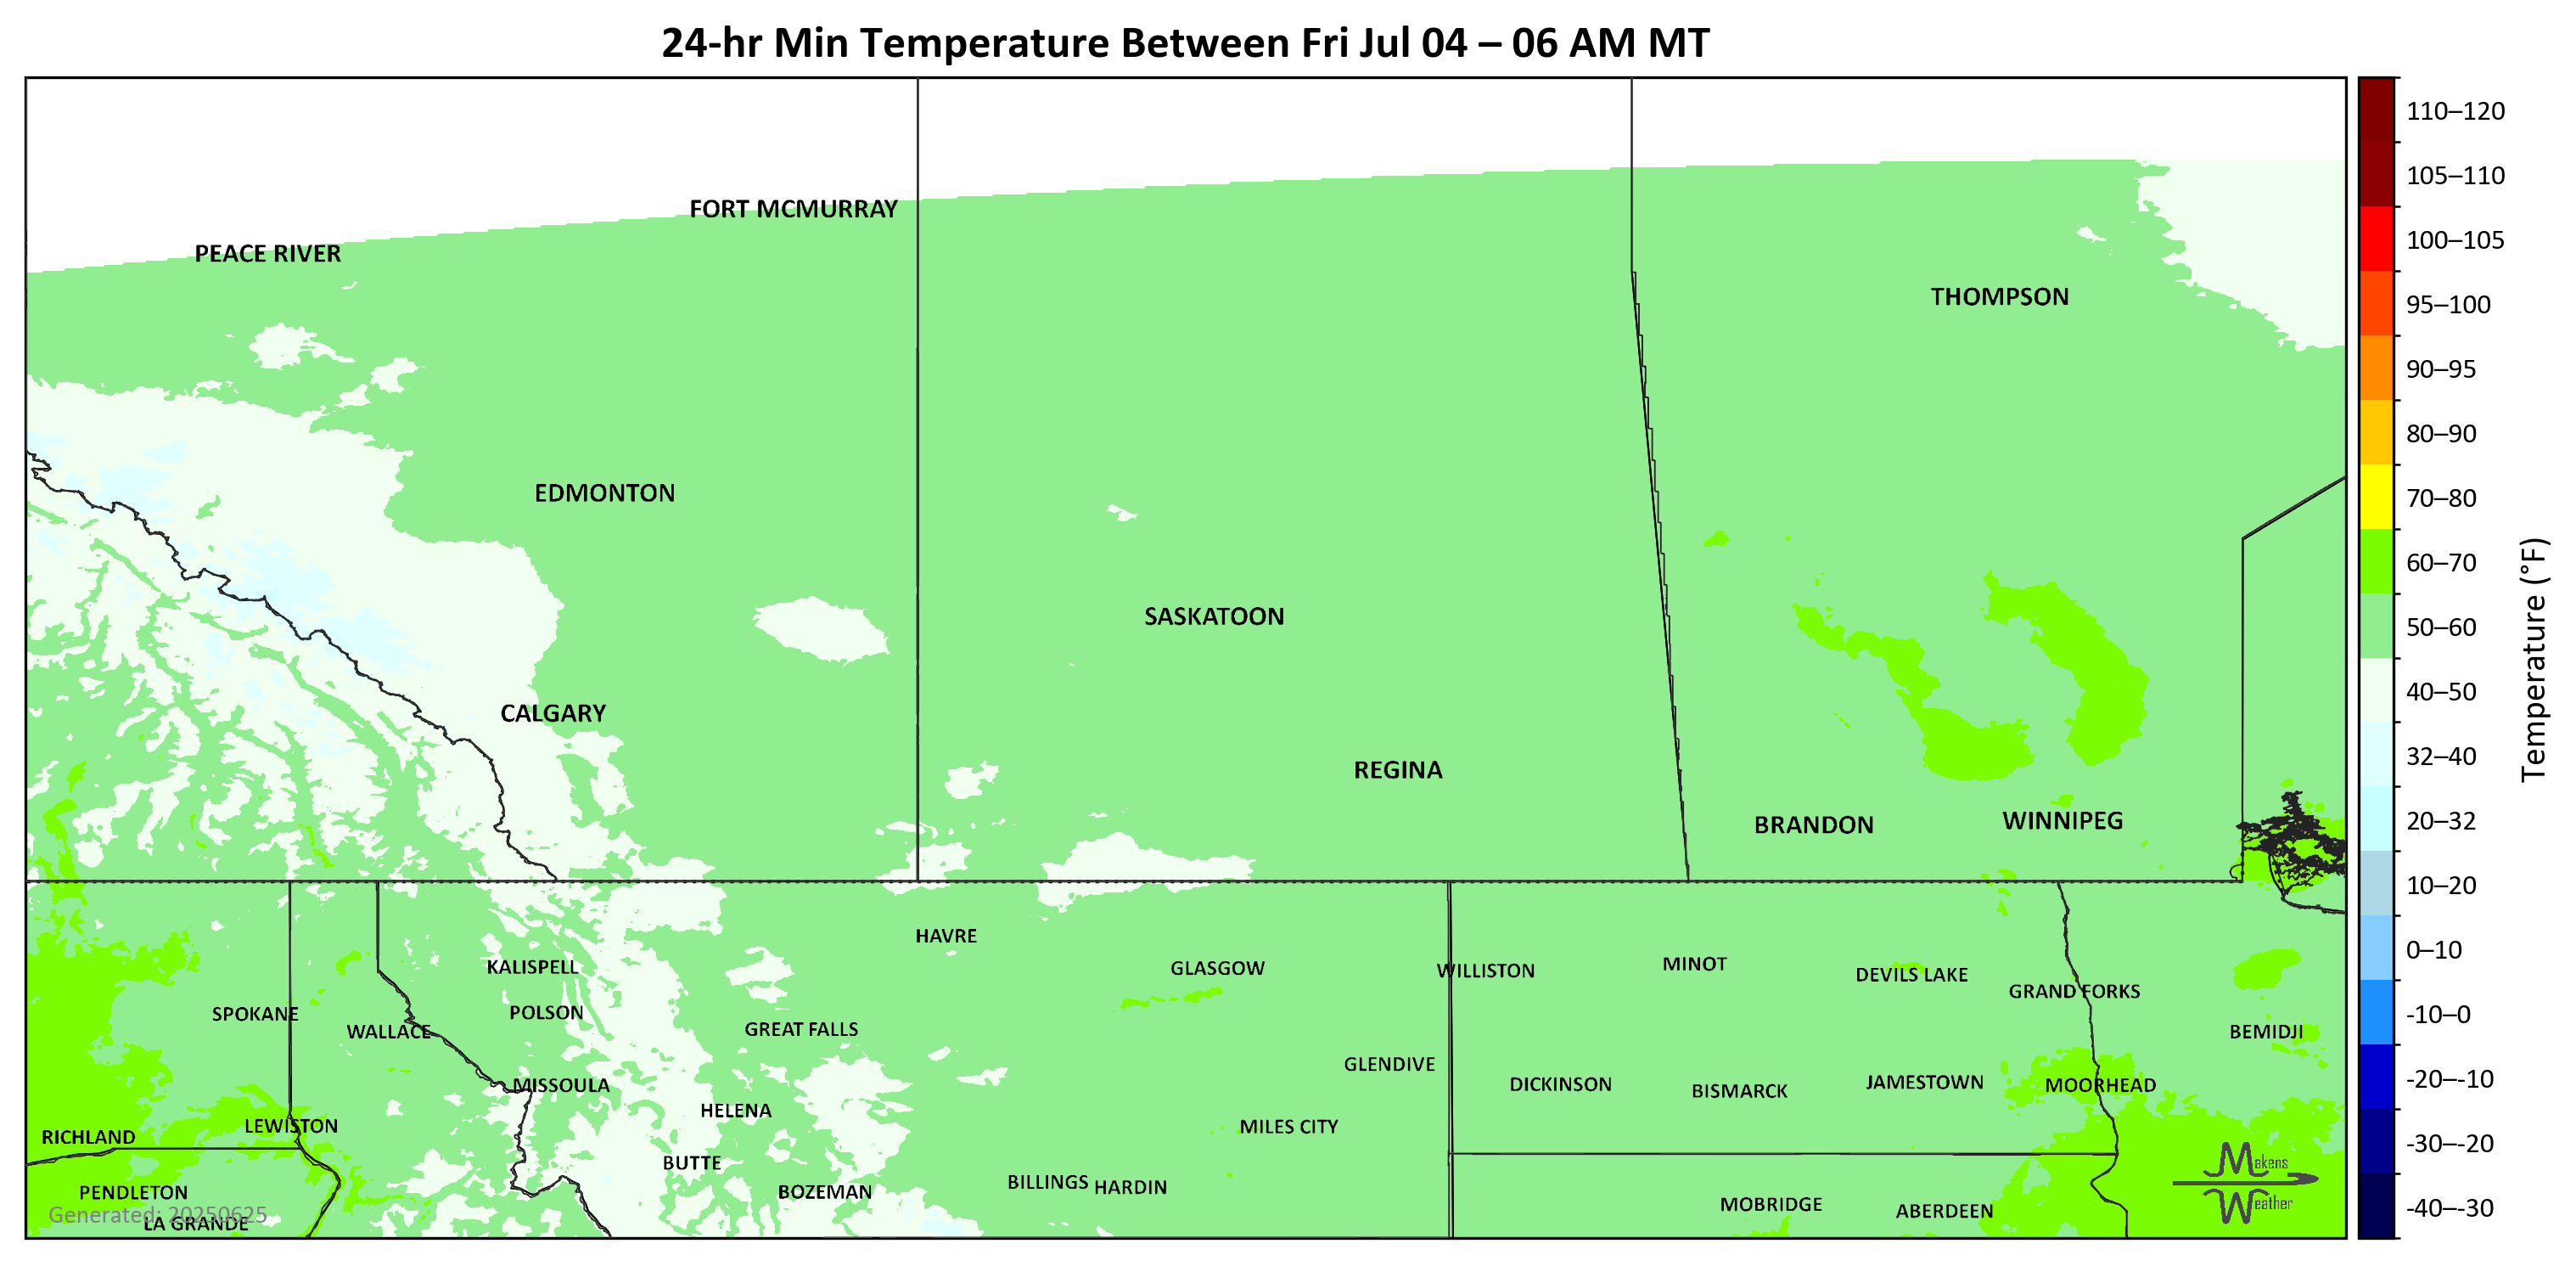 24-hr Min Temperature Between Fri Jul 04 – 06 AM MT
110–120
FORT MCMURRAY
105–110
PEACE RIVER
100–105
THOMPSON
95–100
90–95
80–90
EDMONTON
70–80
60–70
SASKATOON
50–60
Temperature (°F)
CALGARY
40–50
REGINA
32–40
BRANDON
WINNIPEG
20–32
10–20
HAVRE
0–10
KALISPELL
GLASGOW
WILLISTON
MINOT
DEVILS LAKE
GRAND FORKS
SPOKANE
POLSON
-10–0
WALLACE
GREAT FALLS
BEMIDJI
GLENDIVE
-20–-10
MISSOULA
DICKINSON
BISMARCK
JAMESTOWN
MOORHEAD
HELENA
LEWISTON
MILES CITY
RICHLAND
-30–-20
BUTTE
Makens
Weather
PENDLETON
BOZEMAN
BILLINGS
HARDIN
MOBRIDGE
ABERDEEN
-40–-30
Generated: 20250625
LA GRANDE